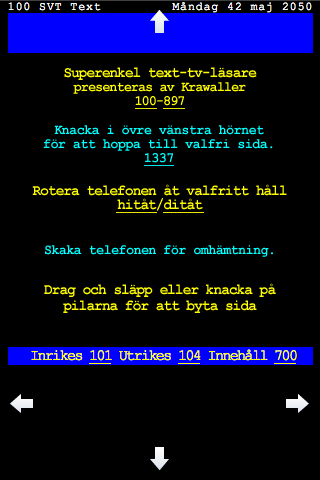 100 SVT Text Måndag 42 maj 2050
Superenkel text-tv-läsare
presenteras av Krawaller
100-897
Knacka i övre vänstra hörnet
för att hoppa till valfri sida.
1337
Rotera telefonen åt valfritt håll
hitåt/ditåt
Skaka telefonen för omhämtning.
Drag och släpp eller knacka på
pilarna för att byta sida
Inrikes 101 Utrikes 104 Innehåll 700